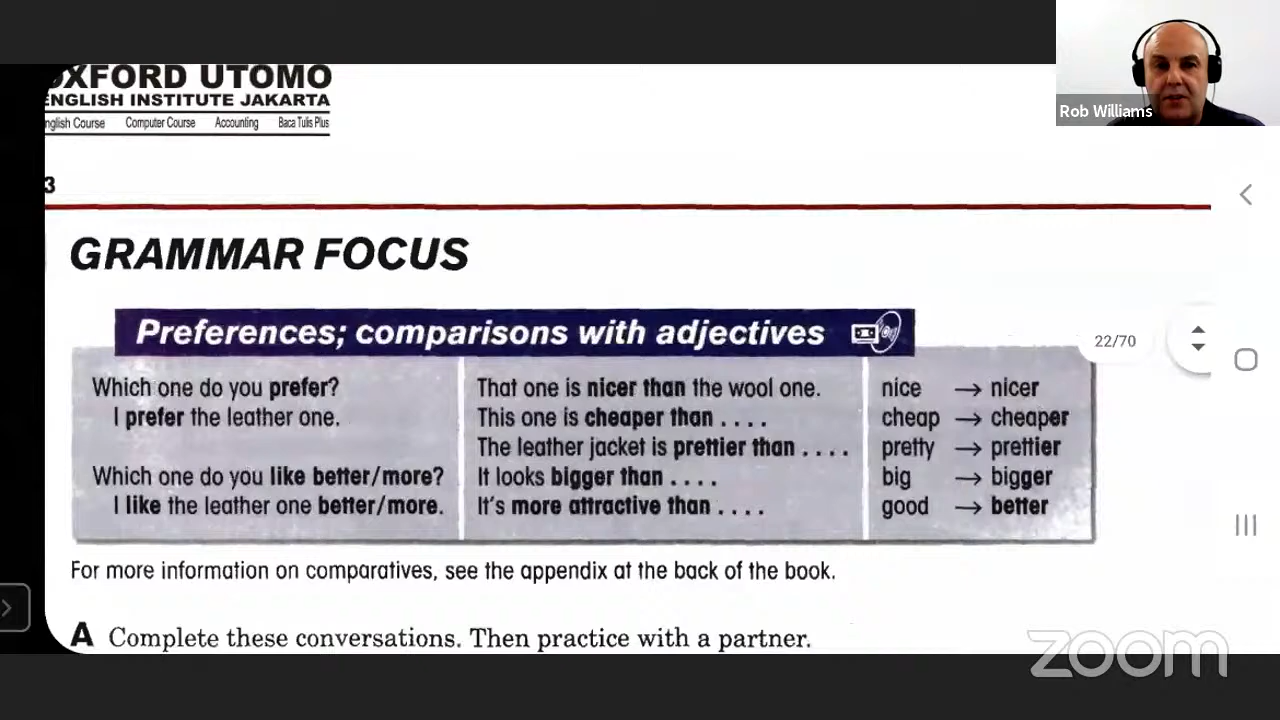 OXFORD UTOMO
ENGLISH INSTITUTE JAKARTA
nglish Course Computer Course Accounting Baca Tulis Plus
Rob Williams
3
GRAMMAR FOCUS
Preferences; comparisons with adjectives
Which one do you prefer?
I prefer the leather one.
Which one do you like better/more?
I like the leather one better/more.
That one is nicer than the wool one.
This one is cheaper than . . . .
The leather jacket is prettier than . . . .
It looks bigger than . . . .
It's more attractive than . . . .
nice → nicer
cheap → cheaper
pretty → prettier
big → bigger
good → better
22/70
For more information on comparatives, see the appendix at the back of the book.
A Complete these conversations. Then practice with a partner.
zoom